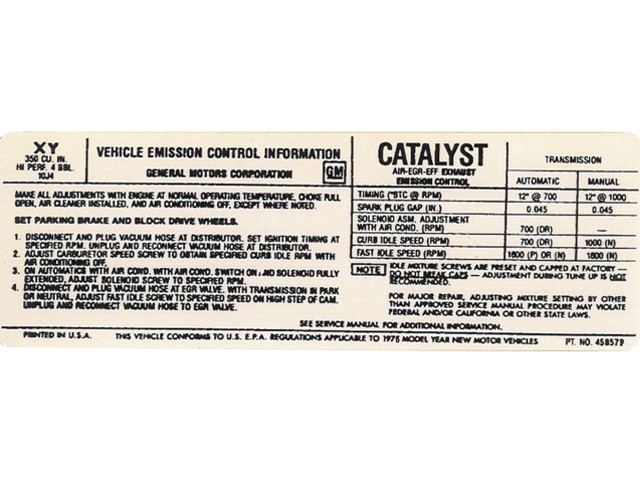 XY
350 CU. IN.
HI PERF. 4 BBL.
10J4
VEHICLE EMISSION CONTROL INFORMATION
GENERAL MOTORS CORPORATION
GM
CATALYST
AIR-EGR-EFF EXHAUST
EMISSION CONTROL
TRANSMISSION
AUTOMATIC MANUAL
MAKE ALL ADJUSTMENTS WITH ENGINE AT NORMAL OPERATING TEMPERATURE, CHOKE FULL
OPEN, AIR CLEANER INSTALLED, AND AIR CONDITIONING OFF, EXCEPT WHERE NOTED.
SET PARKING BRAKE AND BLOCK DRIVE WHEELS.
1. DISCONNECT AND PLUG VACUUM HOSE AT DISTRIBUTOR. SET IGNITION TIMING AT
SPECIFIED RPM. UNPLUG AND RECONNECT VACUUM HOSE AT DISTRIBUTOR.
2. ADJUST CARBURETOR SPEED SCREW TO OBTAIN SPECIFIED CURB IDLE RPM WITH
AIR CONDITIONING OFF.
3. ON AUTOMATICS WITH AIR COND. WITH AIR COND. SWITCH ON AND SOLENOID FULLY
EXTENDED, ADJUST SOLENOID SCREW TO SPECIFIED RPM.
4. DISCONNECT AND PLUG VACUUM HOSE AT EGR VALVE. WITH TRANSMISSION IN PARK
OR NEUTRAL, ADJUST FAST IDLE SCREW TO SPECIFIED SPEED ON HIGH STEP OF CAM.
UNPLUG AND RECONNECT HOSE TO EGR VALVE.
TIMING (°BTC @ RPM) 12° @ 700 12° @ 1000
SPARK PLUG GAP (IN.) 0.045 0.045
SOLENOID ASM. ADJUSTMENT
WITH AIR COND. (RPM) 700 (DR) —
CURB IDLE SPEED (RPM) 700 (DR) 1000 (N)
FAST IDLE SPEED (RPM) 1600 (P) OR (N) 1600 (N)
NOTE IDLE MIXTURE SCREWS ARE PRESET AND CAPPED AT FACTORY —
DO NOT BREAK CAPS — ADJUSTMENT DURING TUNE UP IS NOT
RECOMMENDED.
FOR MAJOR REPAIR, ADJUSTING MIXTURE SETTING BY OTHER
THAN APPROVED SERVICE MANUAL PROCEDURE MAY VIOLATE
FEDERAL AND/OR CALIFORNIA OR OTHER STATE LAWS.
SEE SERVICE MANUAL FOR ADDITIONAL INFORMATION.
PRINTED IN U.S.A. THIS VEHICLE CONFORMS TO U.S. E.P.A. REGULATIONS APPLICABLE TO 1976 MODEL YEAR NEW MOTOR VEHICLES PT. NO. 458579